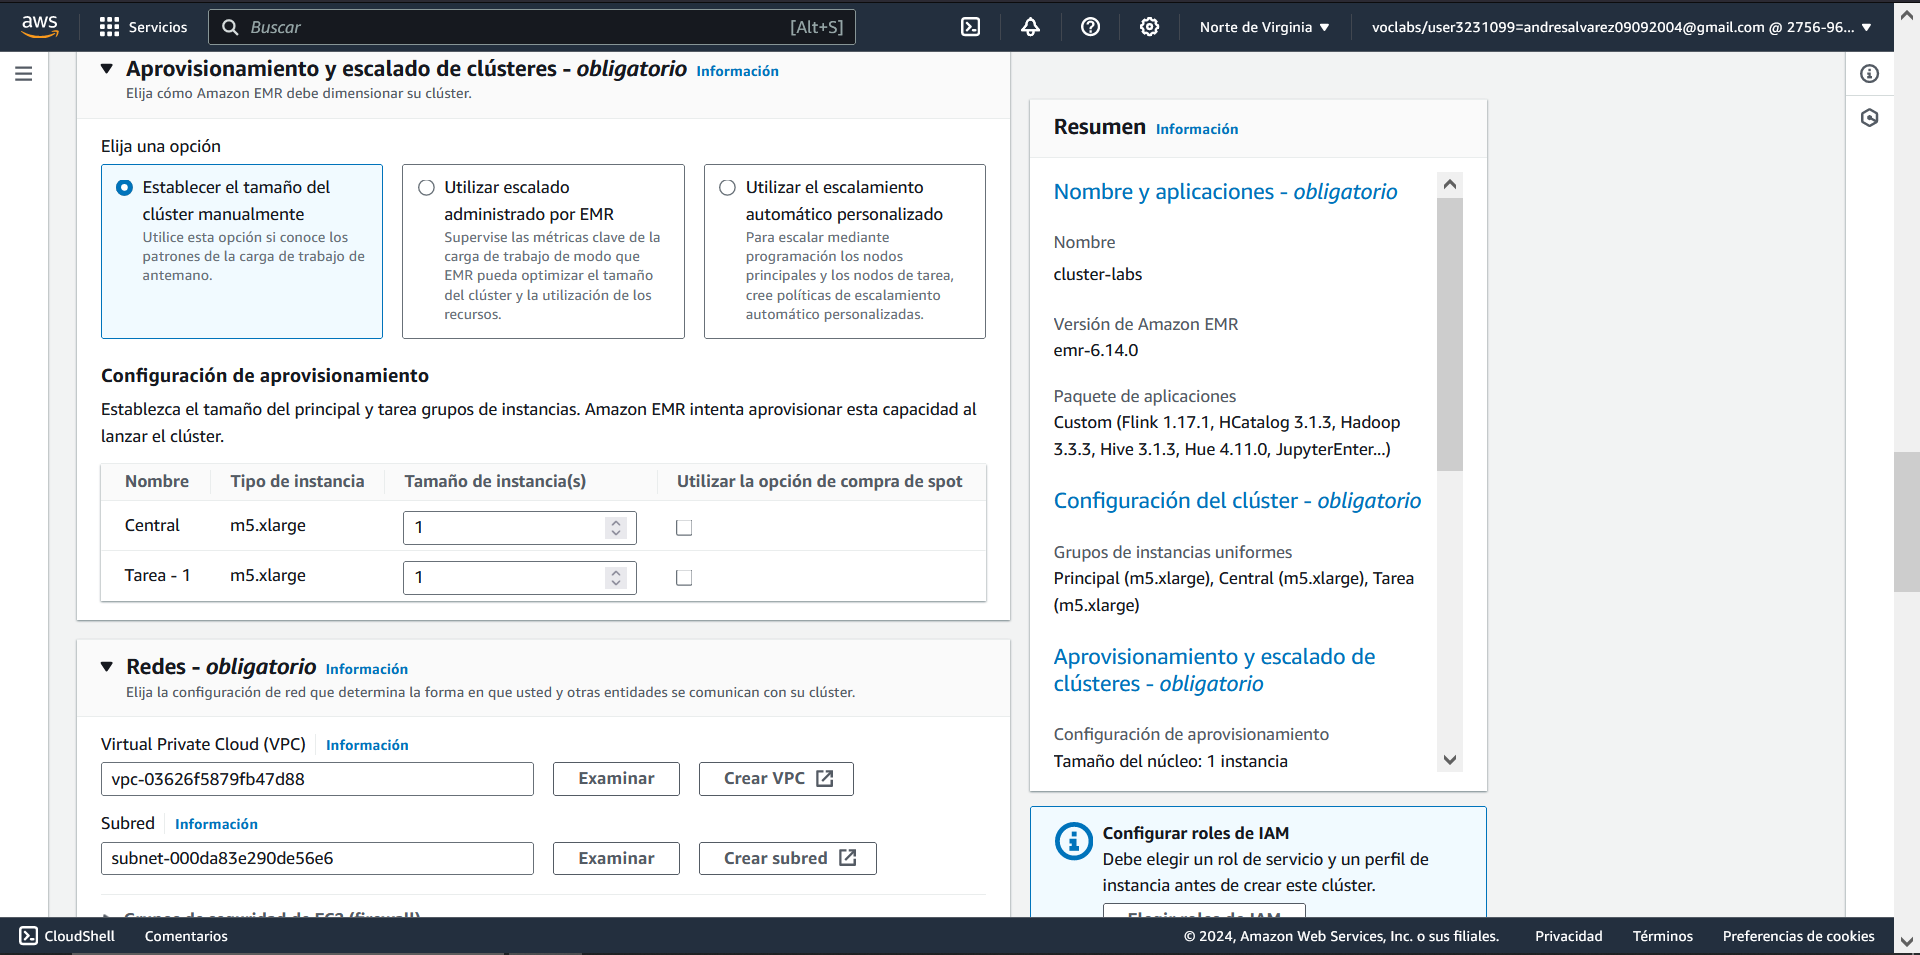 aws
Servicios
Buscar
[Alt+S]
Norte de Virginia
voclabs/user3231099=andresalvarez09092004@gmail.com @ 2756-96...
Aprovisionamiento y escalado de clústeres - obligatorio Información
Elija cómo Amazon EMR debe dimensionar su clúster.
Elija una opción
Establecer el tamaño del
clúster manualmente
Utilice esta opción si conoce los
patrones de la carga de trabajo de
antemano.
Utilizar escalado
administrado por EMR
Supervise las métricas clave de la
carga de trabajo de modo que
EMR pueda optimizar el tamaño
del clúster y la utilización de los
recursos.
Utilizar el escalamiento
automático personalizado
Para escalar mediante
programación los nodos
principales y los nodos de tarea,
cree políticas de escalamiento
automático personalizadas.
Configuración de aprovisionamiento
Establezca el tamaño del principal y tarea grupos de instancias. Amazon EMR intenta aprovisionar esta capacidad al
lanzar el clúster.
Nombre Tipo de instancia Tamaño de instancia(s) Utilizar la opción de compra de spot
Central m5.xlarge 1
Tarea - 1 m5.xlarge 1
Redes - obligatorio Información
Elija la configuración de red que determina la forma en que usted y otras entidades se comunican con su clúster.
Virtual Private Cloud (VPC) Información
vpc-03626f5879fb47d88 Examinar Crear VPC
Subred Información
subnet-000da83e290de56e6 Examinar Crear subred
Grupos de seguridad de EC2 (firewall)
Resumen Información
Nombre y aplicaciones - obligatorio
Nombre
cluster-labs
Versión de Amazon EMR
emr-6.14.0
Paquete de aplicaciones
Custom (Flink 1.17.1, HCatalog 3.1.3, Hadoop
3.3.3, Hive 3.1.3, Hue 4.11.0, JupyterEnter...)
Configuración del clúster - obligatorio
Grupos de instancias uniformes
Principal (m5.xlarge), Central (m5.xlarge), Tarea
(m5.xlarge)
Aprovisionamiento y escalado de
clústeres - obligatorio
Configuración de aprovisionamiento
Tamaño del núcleo: 1 instancia
Configurar roles de IAM
Debe elegir un rol de servicio y un perfil de
instancia antes de crear este clúster.
Elegir roles de IAM
CloudShell Comentarios
© 2024, Amazon Web Services, Inc. o sus filiales. Privacidad Términos Preferencias de cookies